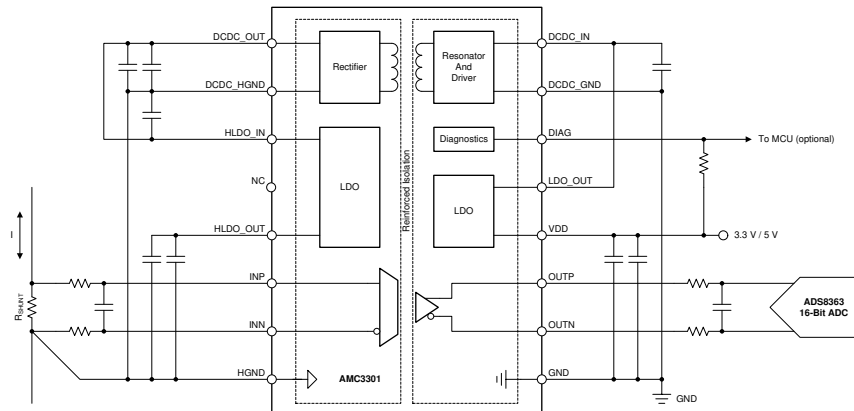 DCDC_OUT
DCDC_IN
Rectifier
Resonator
And
Driver
DCDC_HGND
DCDC_GND
HLDO_IN
Diagnostics
DIAG
To MCU (optional)
NC
LDO
Reinforced Isolation
LDO_OUT
LDO
HLDO_OUT
VDD
3.3 V / 5 V
I
INP
OUTP
RSHUNT
ADS8363
16-Bit ADC
INN
OUTN
HGND
AMC3301
GND
GND